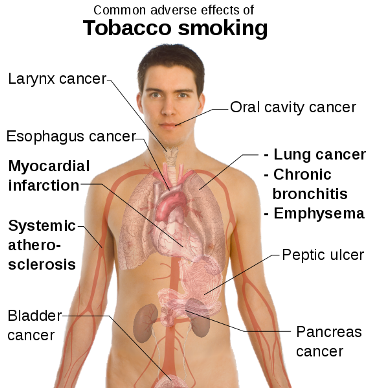 Common adverse effects of
Tobacco smoking
Larynx cancer
Oral cavity cancer
Esophagus cancer
Myocardial
infarction
- Lung cancer
- Chronic
bronchitis
- Emphysema
Systemic
athero-
sclerosis
Peptic ulcer
Bladder
cancer
Pancreas
cancer